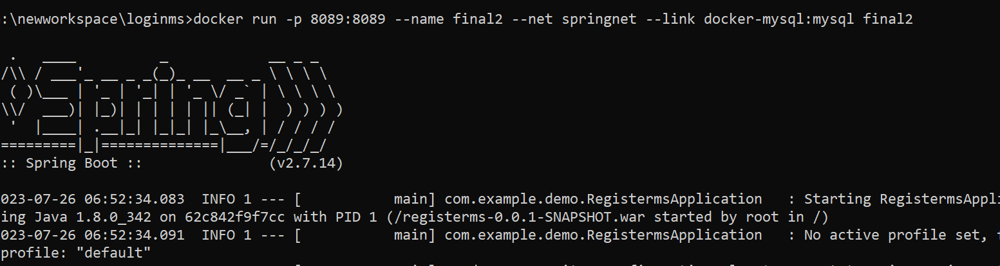 :\newworkspace\loginms>docker run -p 8089:8089 --name final2 --net springnet --link docker-mysql:mysql final2
  .   ____          _            __ _ _
/\\ / ___'_ __ _ _(_)_ __  __ _ \ \ \ \
 ( )\___ | '_ | '_| | '_ \/ _` | \ \ \ \
\\/  ___)| |_)| | | | | || (_| |  ) ) ) )
 '  |____| .__|_| |_|_| |_\__, | / / / /
=========|_|==============|___/=/_/_/_/
:: Spring Boot ::               (v2.7.14)
023-07-26 06:52:34.083  INFO 1 --- [           main] com.example.demo.RegistermsApplication   : Starting RegistermsAppli
ing Java 1.8.0_342 on 62c842f9f7cc with PID 1 (/registerms-0.0.1-SNAPSHOT.war started by root in /)
023-07-26 06:52:34.091  INFO 1 --- [           main] com.example.demo.RegistermsApplication   : No active profile set,
profile: "default"